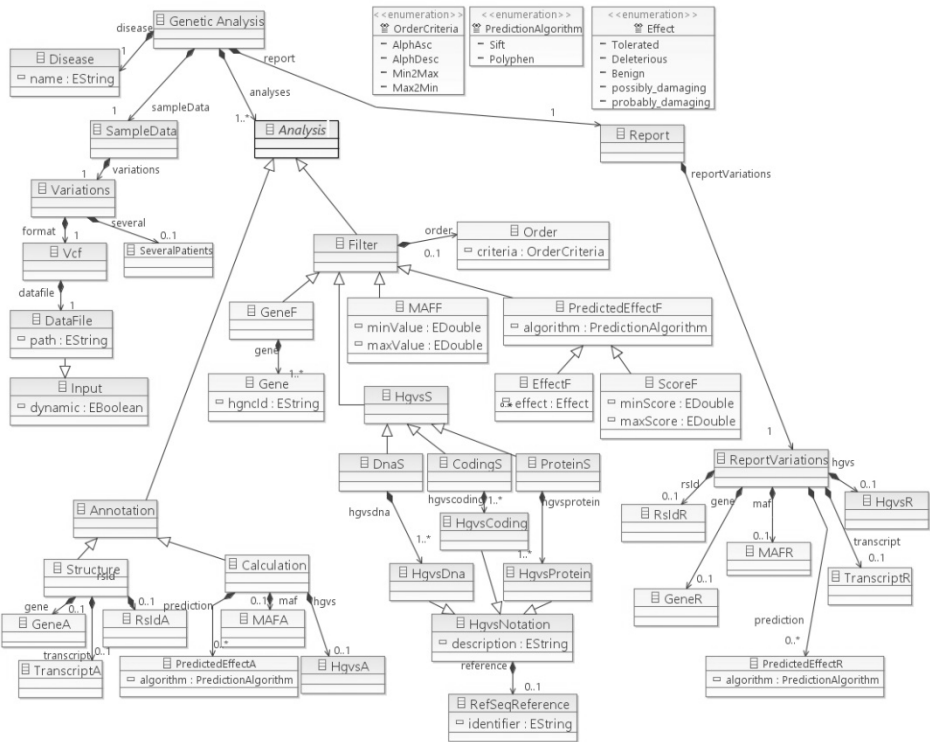 Genetic Analysis
disease
1
Disease
name : EString
sampleData
1
analyses
1..*
report
1
<<enumeration>>
OrderCriteria
AlphAsc
AlphDesc
Min2Max
Max2Min
<<enumeration>>
PredictionAlgorithm
Sift
Polyphen
<<enumeration>>
Effect
Tolerated
Deleterious
Benign
possibly_damaging
probably_damaging
SampleData
Analysis
Report
variations
1
reportVariations
Variations
format
1
several
0..1
Vcf
SeveralPatients
datafile
1
DataFile
path : EString
Input
dynamic : EBoolean
Filter
order
0..1
Order
criteria : OrderCriteria
GeneF
gene
1..*
Gene
hgncId : EString
MAFF
minValue : EDouble
maxValue : EDouble
PredictedEffectF
algorithm : PredictionAlgorithm
EffectF
effect : Effect
ScoreF
minScore : EDouble
maxScore : EDouble
HgvsS
DnaS
CodingS
ProteinS
hgvsdna
1..*
hgvscoding
1..*
hgvsprotein
1..*
HgvsCoding
HgvsDna
HgvsProtein
HgvsNotation
description : EString
reference
0..1
RefSeqReference
identifier : EString
Annotation
Structure
rsId
Calculation
gene
0..1
0..1
prediction
0..1
maf
hgvs
GeneA
RsIdA
MAFA
transcript
0..1
0..*
0..1
TranscriptA
PredictedEffectA
algorithm : PredictionAlgorithm
HgvsA
1
ReportVariations
hgvs
rsId
0..1
gene
maf
0..1
RsIdR
HgvsR
0..1
transcript
0..1
MAFR
TranscriptR
0..1
GeneR
prediction
0..*
PredictedEffectR
algorithm : PredictionAlgorithm